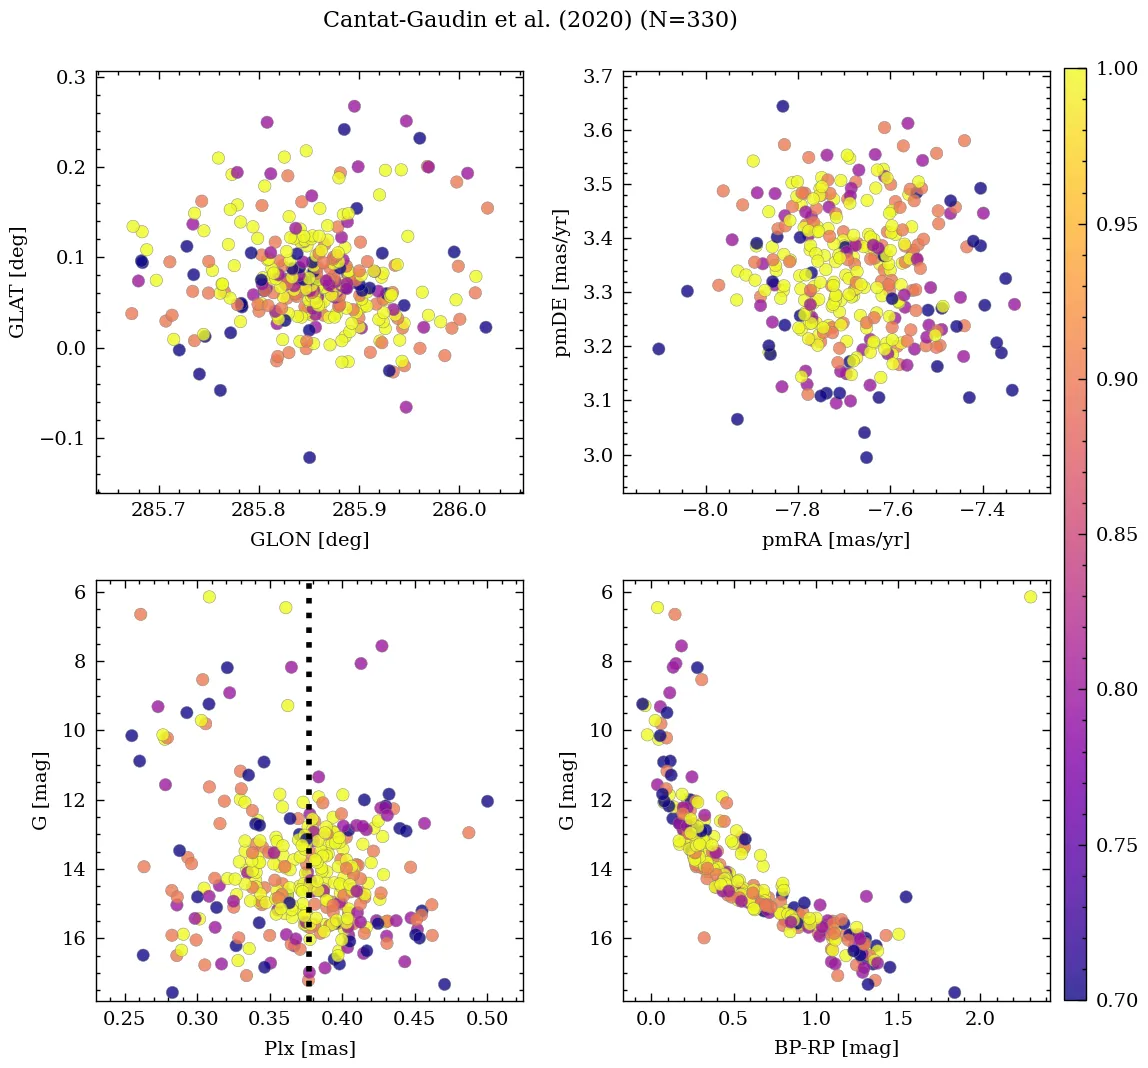 Cantat-Gaudin et al. (2020) (N=330)
0.3
0.2
0.1
0.0
−0.1
GLAT [deg]
285.7 285.8 285.9 286.0
GLON [deg]
3.7
3.6
3.5
3.4
3.3
3.2
3.1
3.0
pmDE [mas/yr]
−8.0 −7.8 −7.6 −7.4
pmRA [mas/yr]
6
8
10
12
14
16
G [mag]
0.25 0.30 0.35 0.40 0.45 0.50
Plx [mas]
6
8
10
12
14
16
G [mag]
0.0 0.5 1.0 1.5 2.0
BP-RP [mag]
1.00
0.95
0.90
0.85
0.80
0.75
0.70